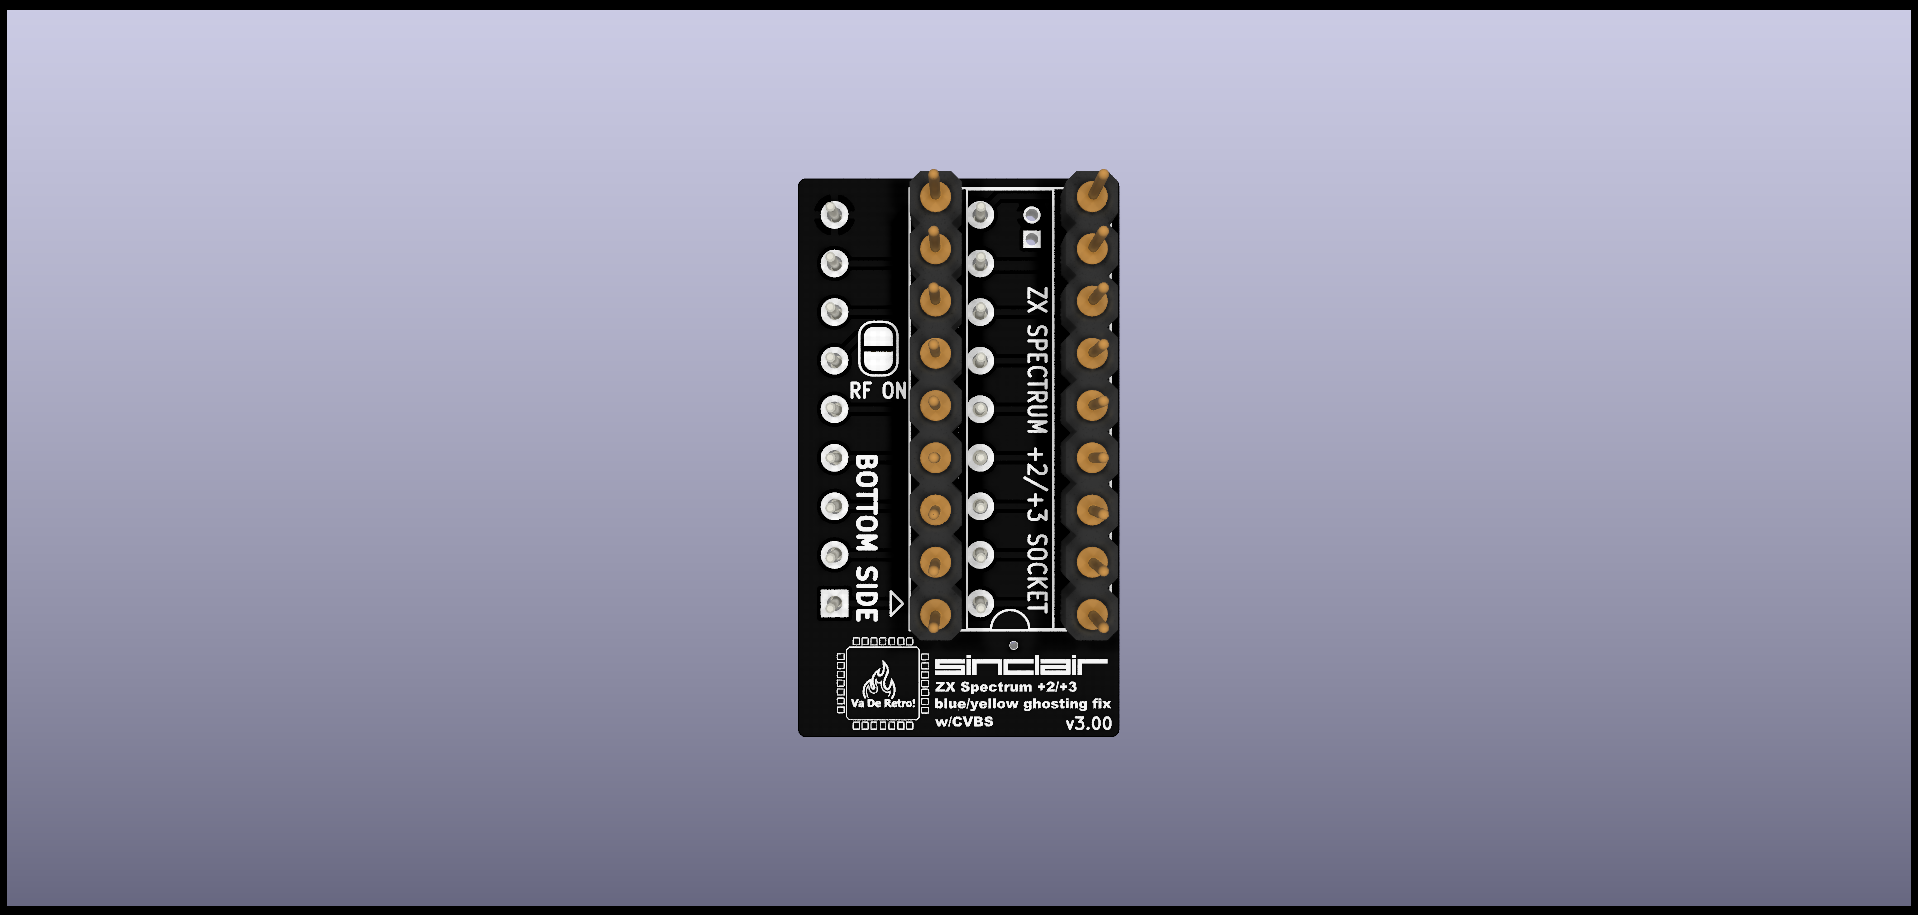 RF ON
BOTTOM SIDE
ZX SPECTRUM +2/+3 SOCKET
Va De Retro!
sinclair
ZX Spectrum +2/+3
blue/yellow ghosting fix
w/CVBS
v3.00